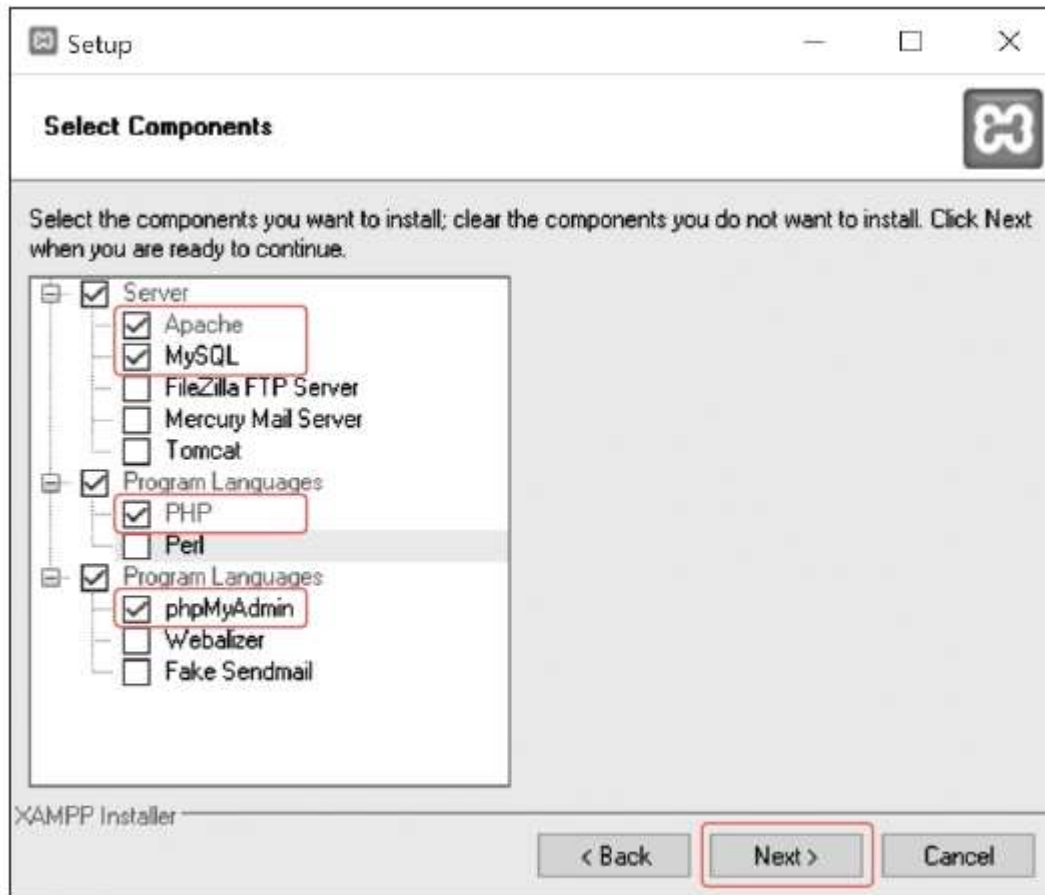 Setup
Select Components
Select the components you want to install; clear the components you do not want to install. Click Next
when you are ready to continue.
Server
Apache
MySQL
FileZilla FTP Server
Mercury Mail Server
Tomcat
Program Languages
PHP
Perl
Program Languages
phpMyAdmin
Webalizer
Fake Sendmail
XAMPP Installer
< Back Next > Cancel